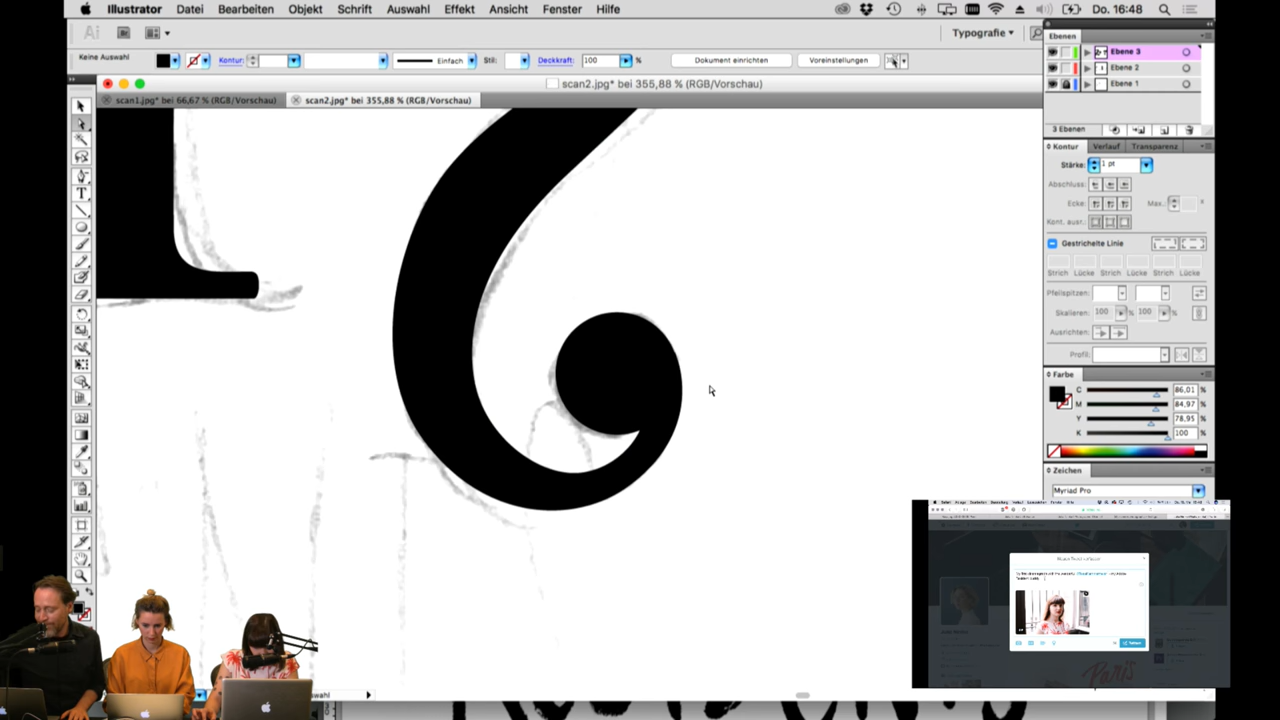 Illustrator Datei Bearbeiten Objekt Schrift Auswahl Effekt Ansicht Fenster Hilfe Do. 16:48
Ai Br Typografie
Keine Auswahl Kontur: Einfach Stil: Deckkraft: 100 % Dokument einrichten Voreinstellungen
scan2.jpg* bei 355,88 % (RGB/Vorschau)
scan1.jpg* bei 66,67 % (RGB/Vorschau) scan2.jpg* bei 355,88 % (RGB/Vorschau)
Ebenen
Ebene 3
Ebene 2
Ebene 1
3 Ebenen
Kontur Verlauf Transparenz
Stärke: 1 pt
Abschluss:
Ecke: Max.:
Kont. ausr.:
Gestrichelte Linie
Strich Lücke Strich Lücke Strich Lücke
Pfeilspitzen:
Skalieren: 100 % 100 %
Ausrichten:
Profil:
Farbe
C 86,01 %
M 84,97 %
Y 78,95 %
K 100 %
Zeichen
Myriad Pro
Paris